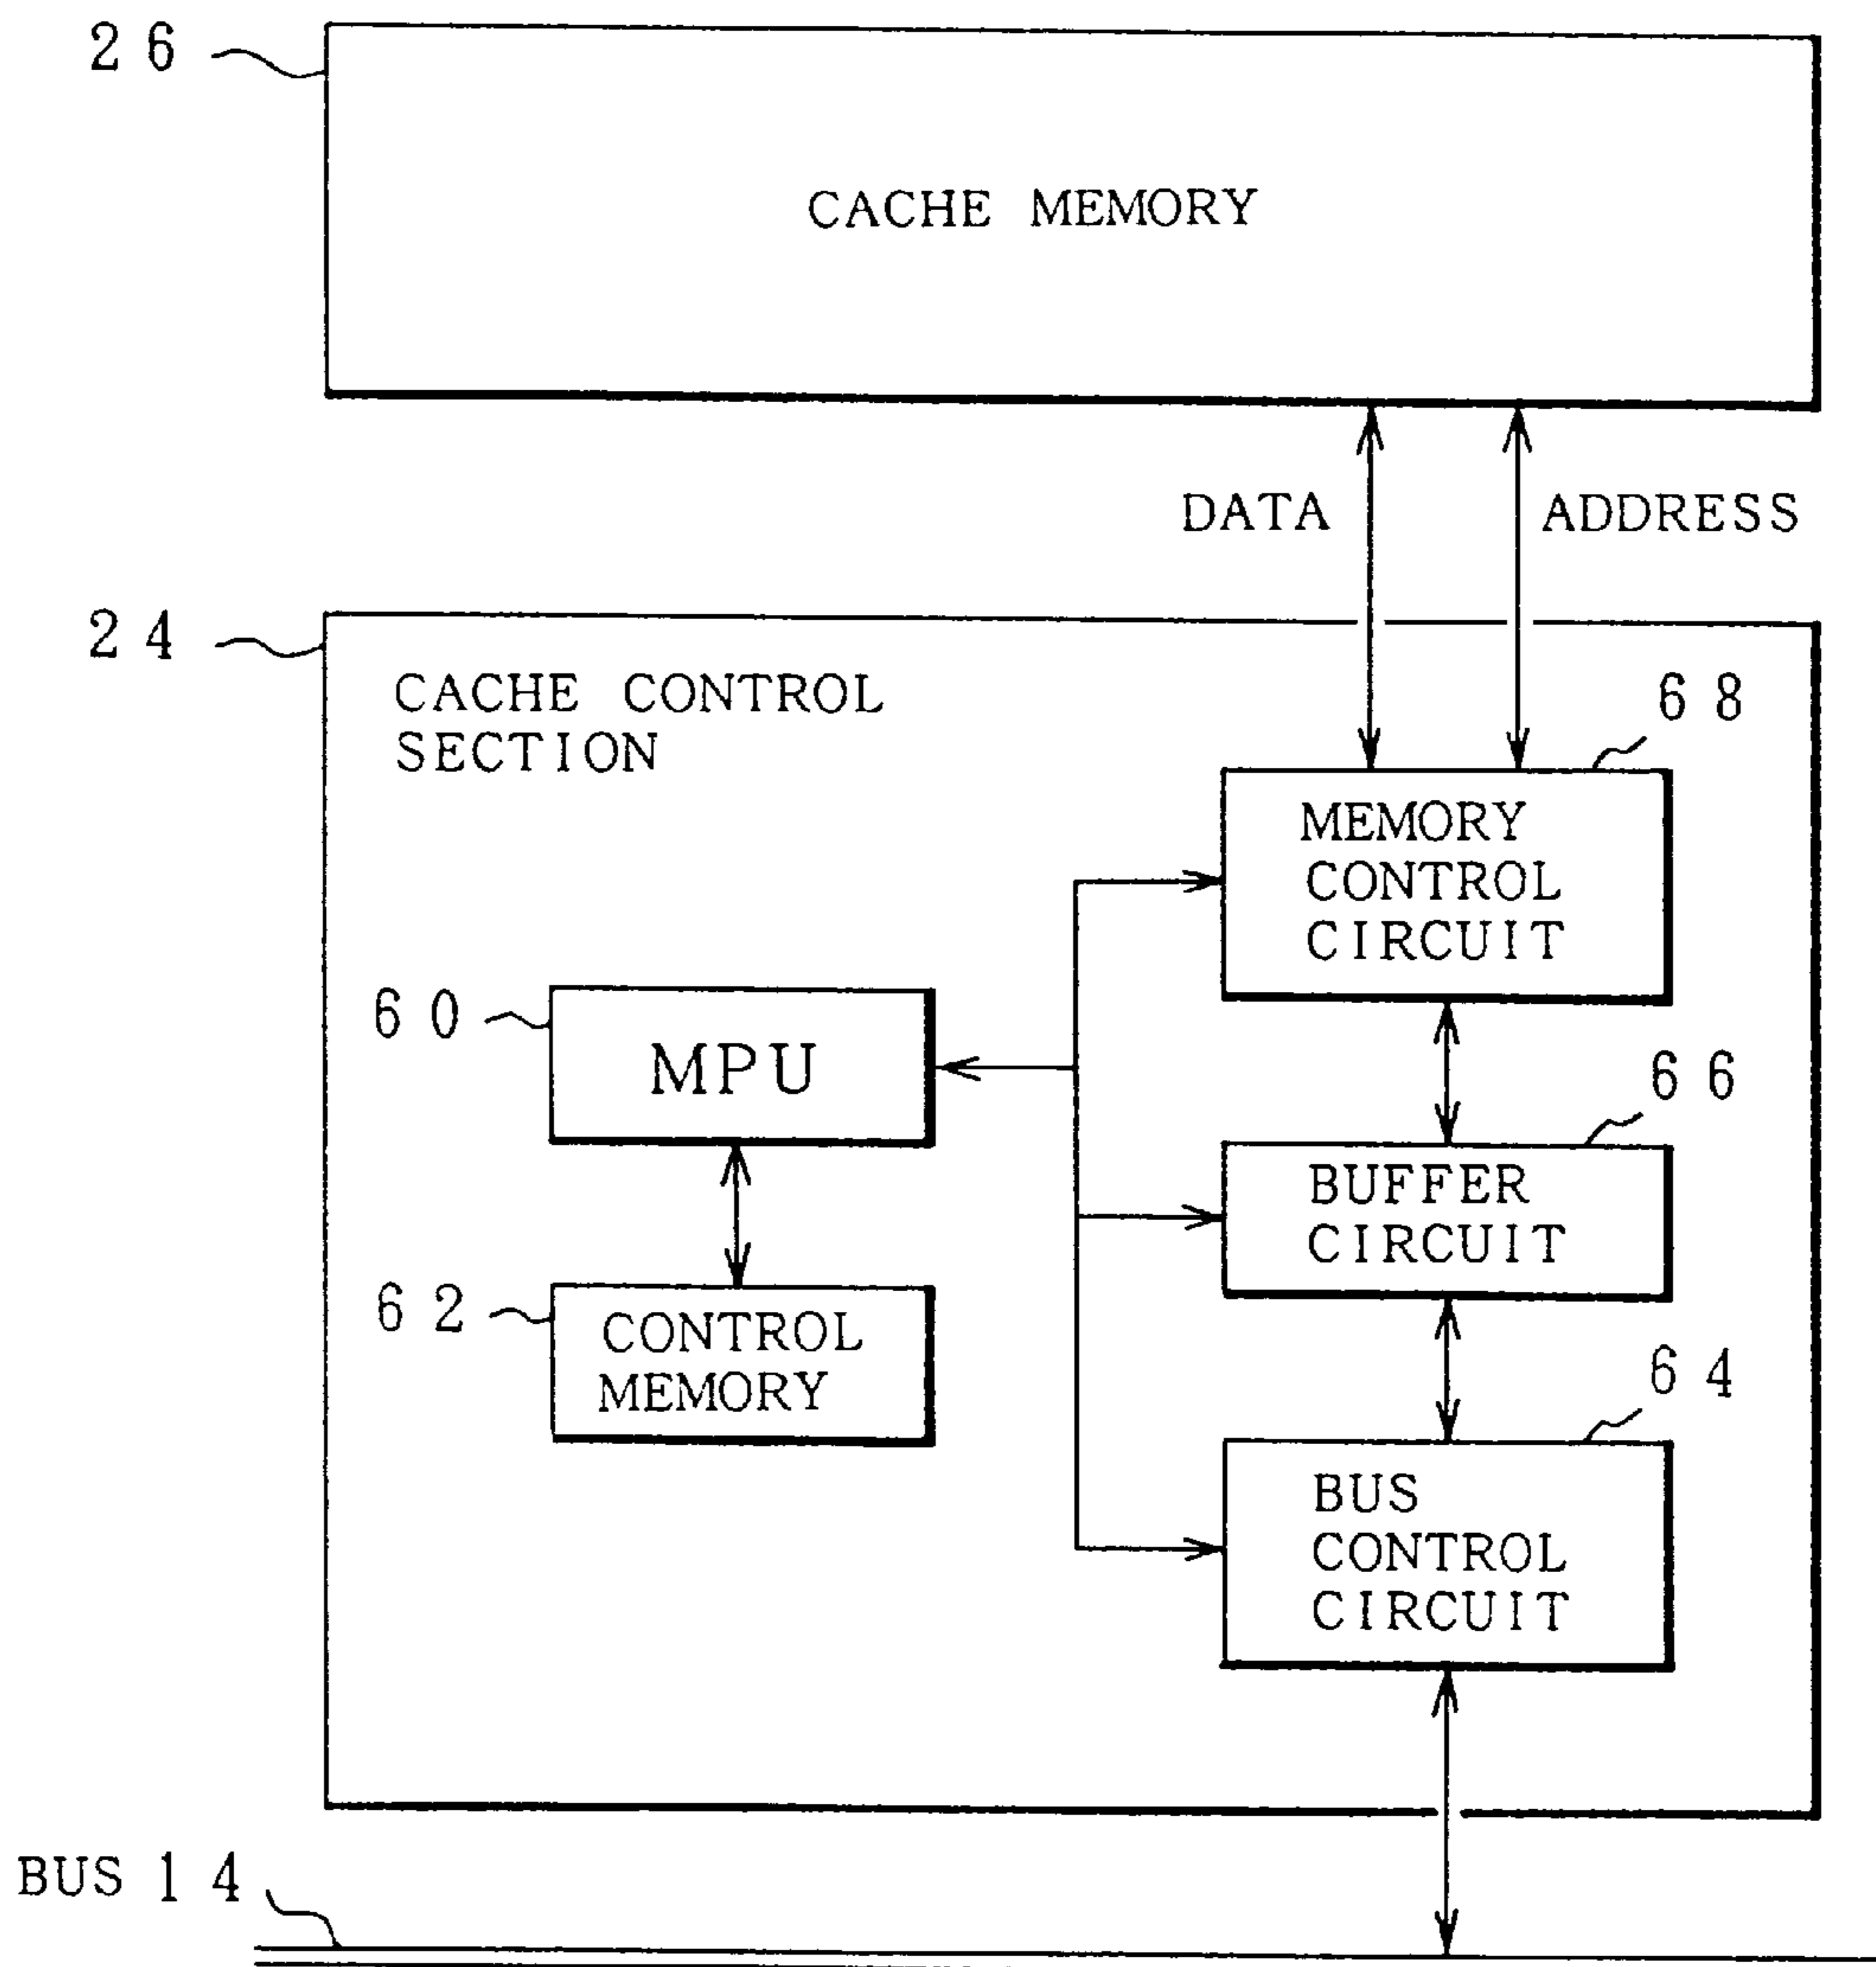 26
CACHE MEMORY
DATA
ADDRESS
24
CACHE CONTROL
SECTION
68
MEMORY
CONTROL
CIRCUIT
60
MPU
66
BUFFER
CIRCUIT
62
CONTROL
MEMORY
64
BUS
CONTROL
CIRCUIT
BUS 14